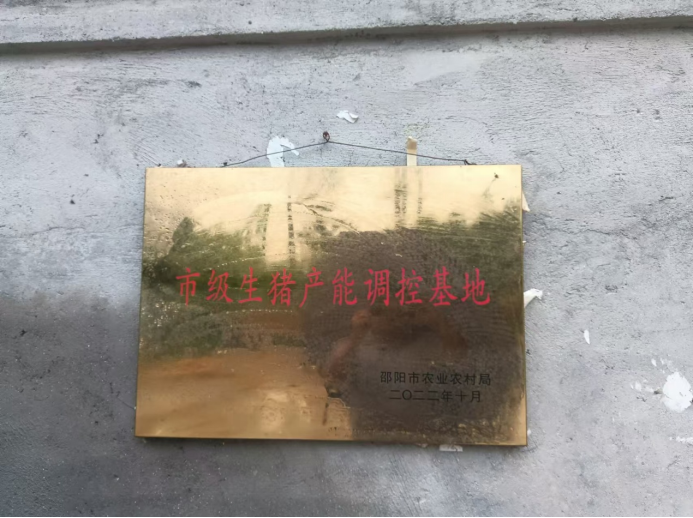 市级生猪产能调控基地
邵阳市农业农村局
二〇二二年十月